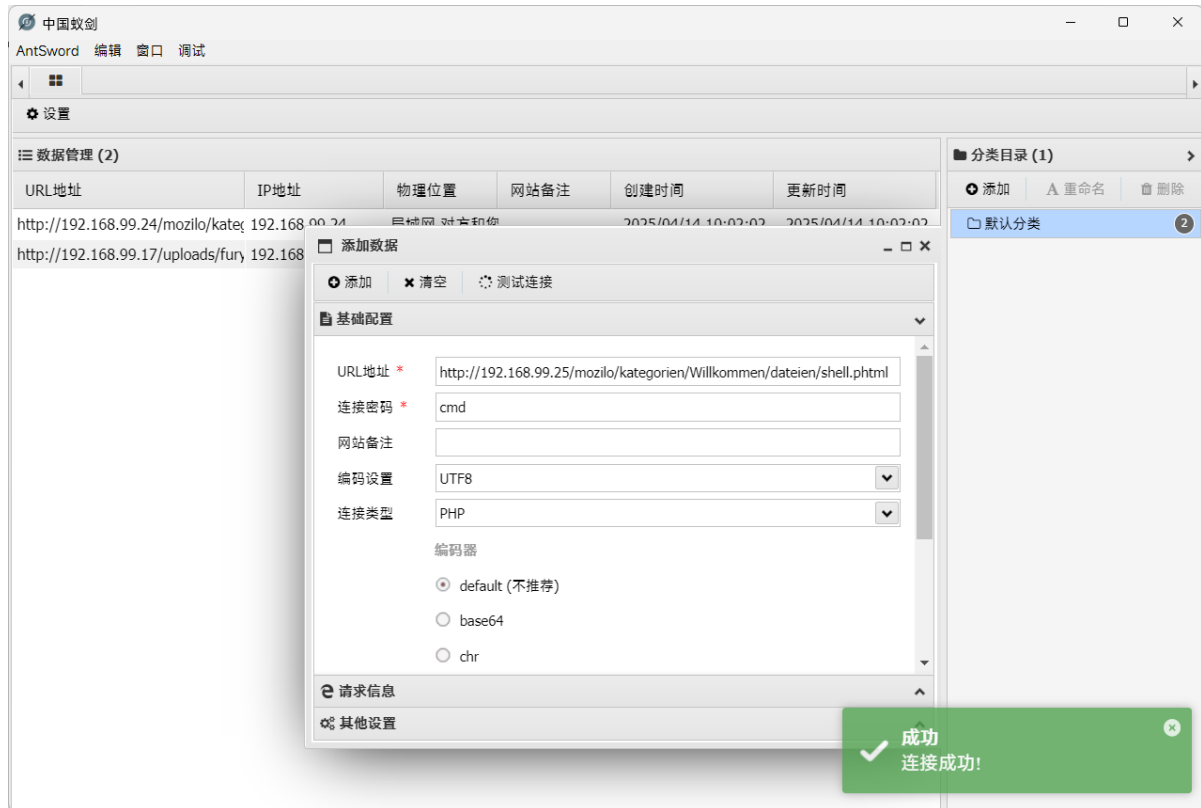 中国蚁剑
AntSword 编辑 窗口 调试
设置
数据管理 (2)
URL地址 IP地址 物理位置 网站备注 创建时间 更新时间
http://192.168.99.24/mozilo/kateg 192.168.99.24 局域网 对方和您 2025/04/14 10:02:02 2025/04/14 10:02:02
http://192.168.99.17/uploads/fury 192.168
分类目录 (1)
添加 重命名 删除
默认分类 2
添加数据
添加 清空 测试连接
基础配置
URL地址 * http://192.168.99.25/mozilo/kategorien/Willkommen/dateien/shell.phtml
连接密码 * cmd
网站备注
编码设置 UTF8
连接类型 PHP
编码器
default (不推荐)
base64
chr
请求信息
其他设置
成功
连接成功!